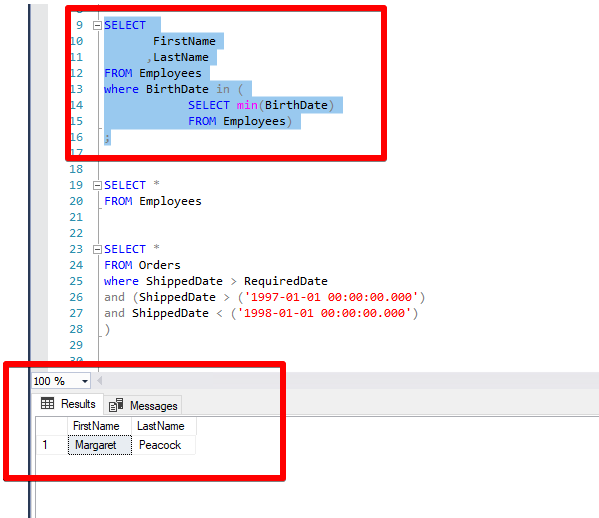 9 SELECT
10 FirstName
11 ,LastName
12 FROM Employees
13 where BirthDate in (
14 SELECT min(BirthDate)
15 FROM Employees)
16 ;
17
18
19 SELECT *
20 FROM Employees
21
22
23 SELECT *
24 FROM Orders
25 where ShippedDate > RequiredDate
26 and (ShippedDate > ('1997-01-01 00:00:00.000')
27 and ShippedDate < ('1998-01-01 00:00:00.000')
28 )
29
100 %
Results Messages
FirstName LastName
1 Margaret Peacock